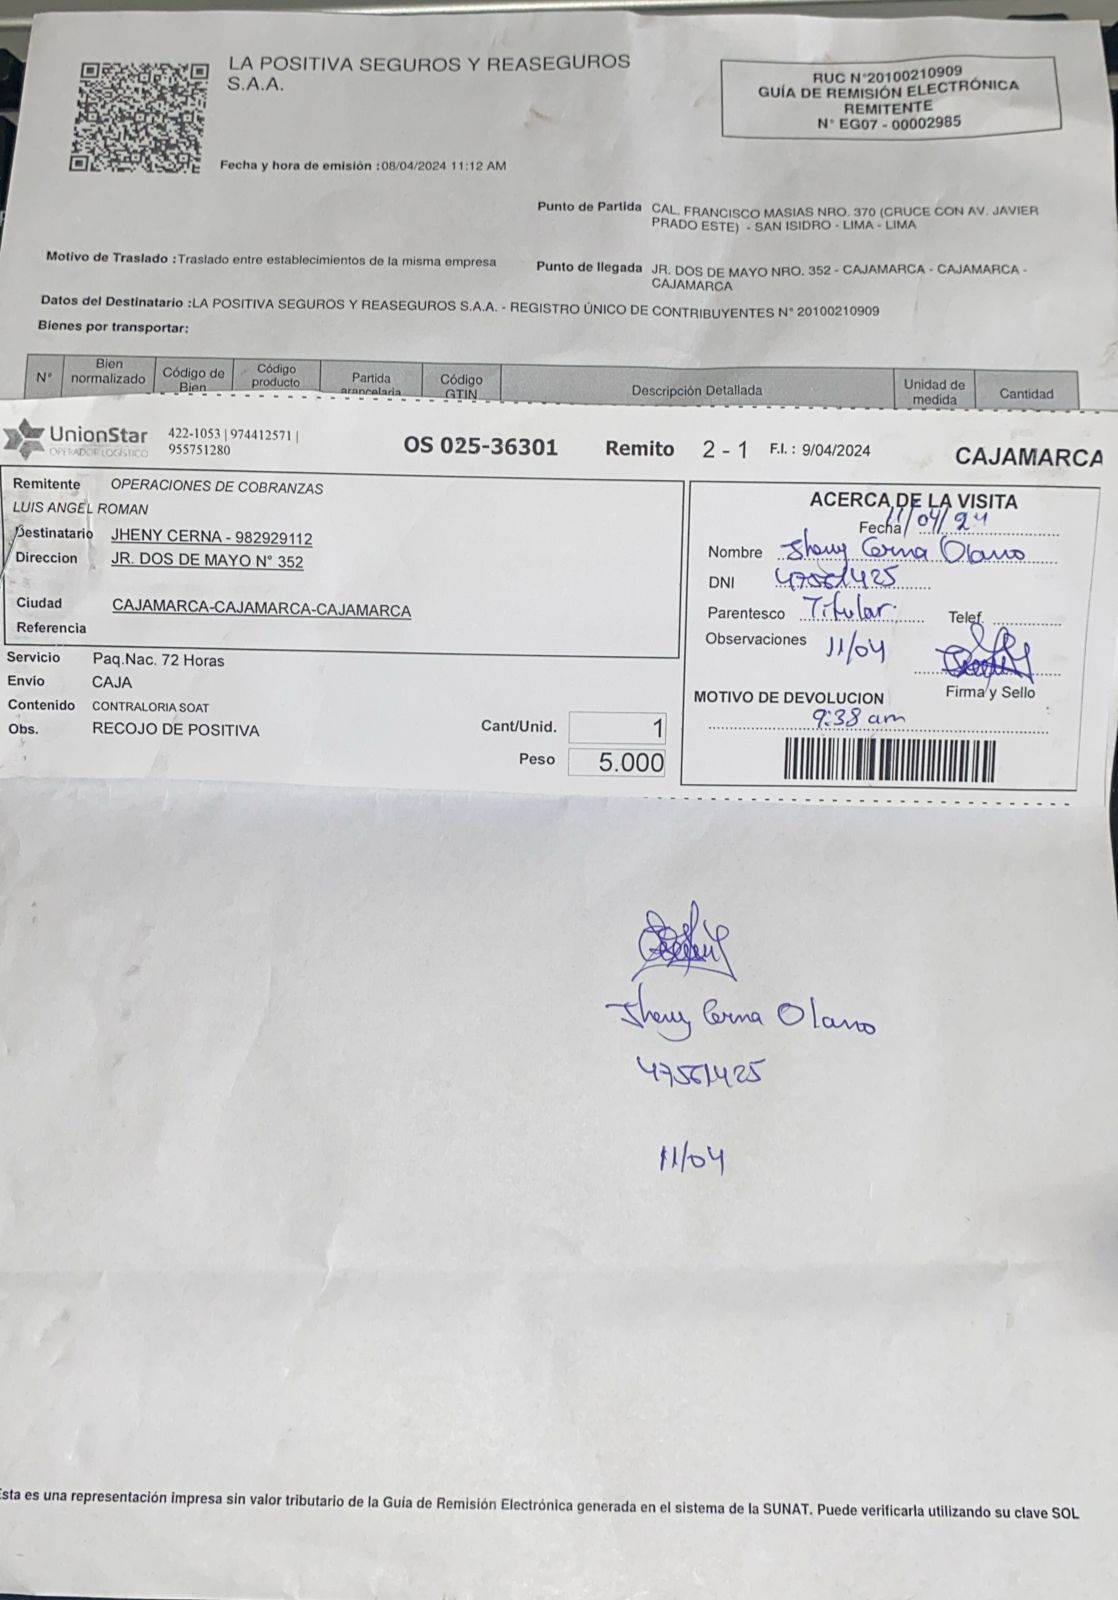 LA POSITIVA SEGUROS Y REASEGUROS
S.A.A.
RUC N°20100210909
GUÍA DE REMISIÓN ELECTRÓNICA
REMITENTE
N° EG07 - 00002985
Fecha y hora de emisión :08/04/2024 11:12 AM
Punto de Partida CAL. FRANCISCO MASIAS NRO. 370 (CRUCE CON AV. JAVIER
PRADO ESTE) - SAN ISIDRO - LIMA - LIMA
Motivo de Traslado :Traslado entre establecimientos de la misma empresa
Punto de llegada JR. DOS DE MAYO NRO. 352 - CAJAMARCA - CAJAMARCA -
CAJAMARCA
Datos del Destinatario :LA POSITIVA SEGUROS Y REASEGUROS S.A.A. - REGISTRO ÚNICO DE CONTRIBUYENTES N° 20100210909
Bienes por transportar:
N° Bien normalizado Código de Bien Código producto Partida arancelaria Código GTIN Descripción Detallada Unidad de medida Cantidad
UnionStar
OPERADOR LOGÍSTICO
422-1053 | 974412571 |
955751280
OS 025-36301 Remito 2 - 1 F.I. : 9/04/2024 CAJAMARCA
Remitente OPERACIONES DE COBRANZAS
LUIS ANGEL ROMAN
Destinatario JHENY CERNA - 982929112
Direccion JR. DOS DE MAYO N° 352
Ciudad CAJAMARCA-CAJAMARCA-CAJAMARCA
Referencia
Servicio Paq.Nac. 72 Horas
Envío CAJA
Contenido CONTRALORIA SOAT
Obs. RECOJO DE POSITIVA
Cant/Unid. 1
Peso 5.000
ACERCA DE LA VISITA
Fecha 11/04/24
Nombre Jheny Cerna Olano
DNI 47561425
Parentesco Titular. Telef.
Observaciones 11/04
Firma y Sello
MOTIVO DE DEVOLUCION
9:38 am
Jheny Cerna Olano
47561425
11/04
Esta es una representación impresa sin valor tributario de la Guía de Remisión Electrónica generada en el sistema de la SUNAT. Puede verificarla utilizando su clave SOL